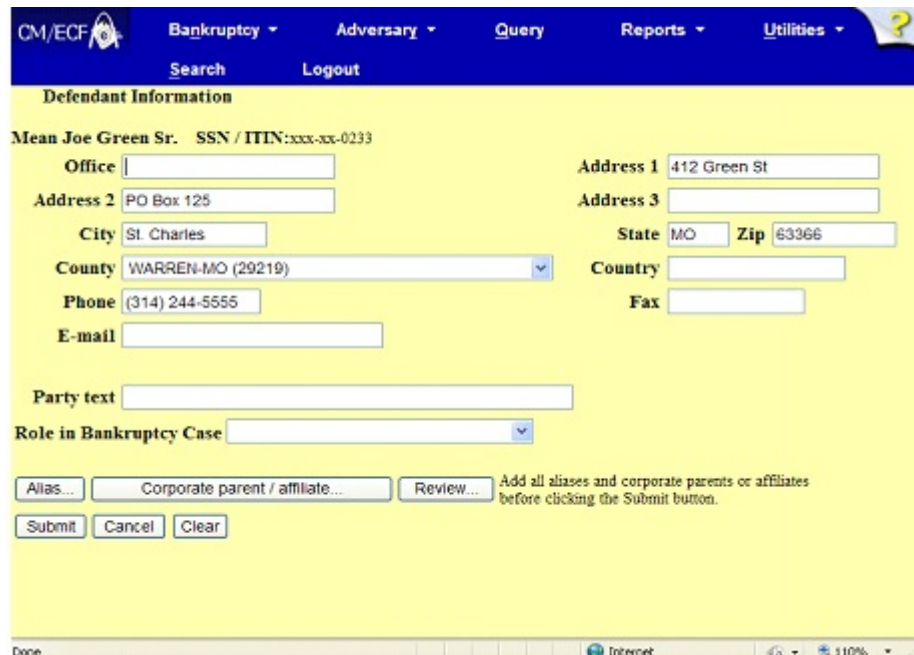 CM/ECF Bankruptcy Adversary Query Reports Utilities ?
Search Logout
Defendant Information
Mean Joe Green Sr. SSN / ITIN:xxx-xx-0233
Office Address 1 412 Green St
Address 2 PO Box 125 Address 3
City St. Charles State MO Zip 63366
County WARREN-MO (29219) Country
Phone (314) 244-5555 Fax
E-mail
Party text
Role in Bankruptcy Case
Alias... Corporate parent / affiliate... Review... Add all aliases and corporate parents or affiliates
before clicking the Submit button.
Submit Cancel Clear
Done Internet 110%